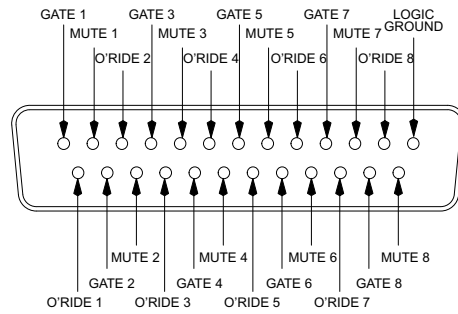 GATE 1 GATE 3 GATE 5 GATE 7 LOGIC
GROUND
MUTE 1 MUTE 3 MUTE 5 MUTE 7
O'RIDE 2 O'RIDE 4 O'RIDE 6 O'RIDE 8
MUTE 2 MUTE 4 MUTE 6 MUTE 8
GATE 2 GATE 4 GATE 6 GATE 8
O'RIDE 1 O'RIDE 3 O'RIDE 5 O'RIDE 7